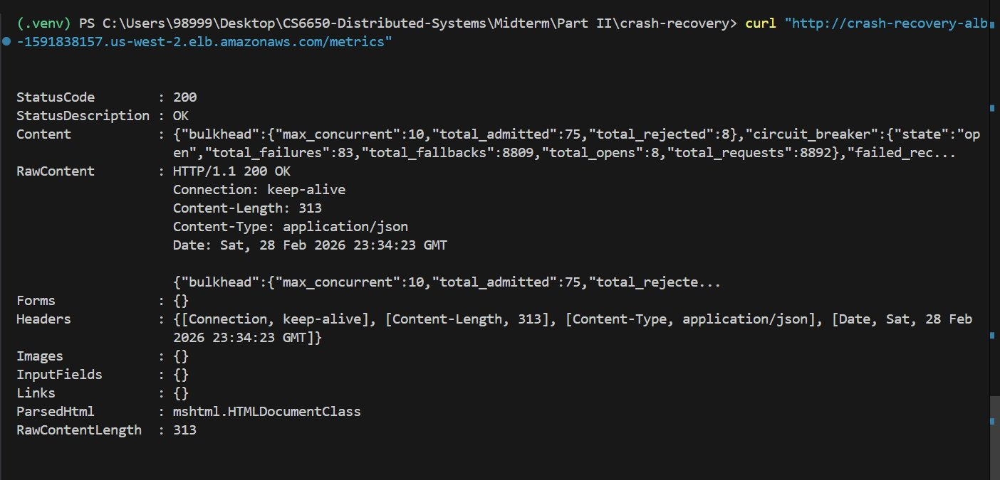 (.venv) PS C:\Users\98999\Desktop\CS6650-Distributed-Systems\Midterm\Part II\crash-recovery> curl "http://crash-recovery-alb
-1591838157.us-west-2.elb.amazonaws.com/metrics"
StatusCode        : 200
StatusDescription : OK
Content           : {"bulkhead":{"max_concurrent":10,"total_admitted":75,"total_rejected":8},"circuit_breaker":{"state":"op
                    en","total_failures":83,"total_fallbacks":8809,"total_opens":8,"total_requests":8892},"failed_rec...
RawContent        : HTTP/1.1 200 OK
                    Connection: keep-alive
                    Content-Length: 313
                    Content-Type: application/json
                    Date: Sat, 28 Feb 2026 23:34:23 GMT
                    {"bulkhead":{"max_concurrent":10,"total_admitted":75,"total_rejecte...
Forms             : {}
Headers           : {[Connection, keep-alive], [Content-Length, 313], [Content-Type, application/json], [Date, Sat, 28 Feb
                    2026 23:34:23 GMT]}
Images            : {}
InputFields       : {}
Links             : {}
ParsedHtml        : mshtml.HTMLDocumentClass
RawContentLength  : 313